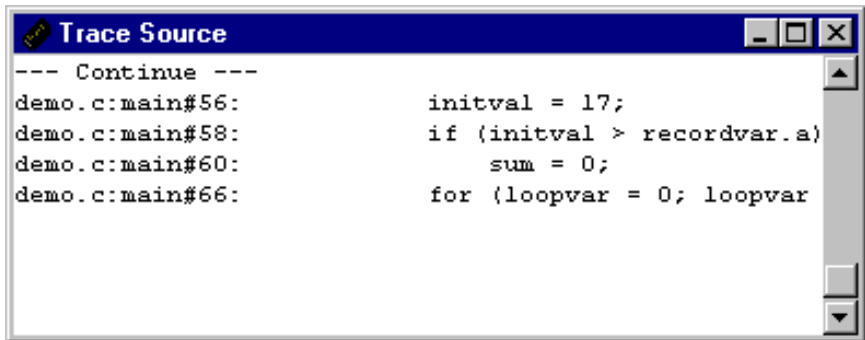 Trace Source
--- Continue ---
demo.c:main#56: initval = 17;
demo.c:main#58: if (initval > recordvar.a)
demo.c:main#60: sum = 0;
demo.c:main#66: for (loopvar = 0; loopvar